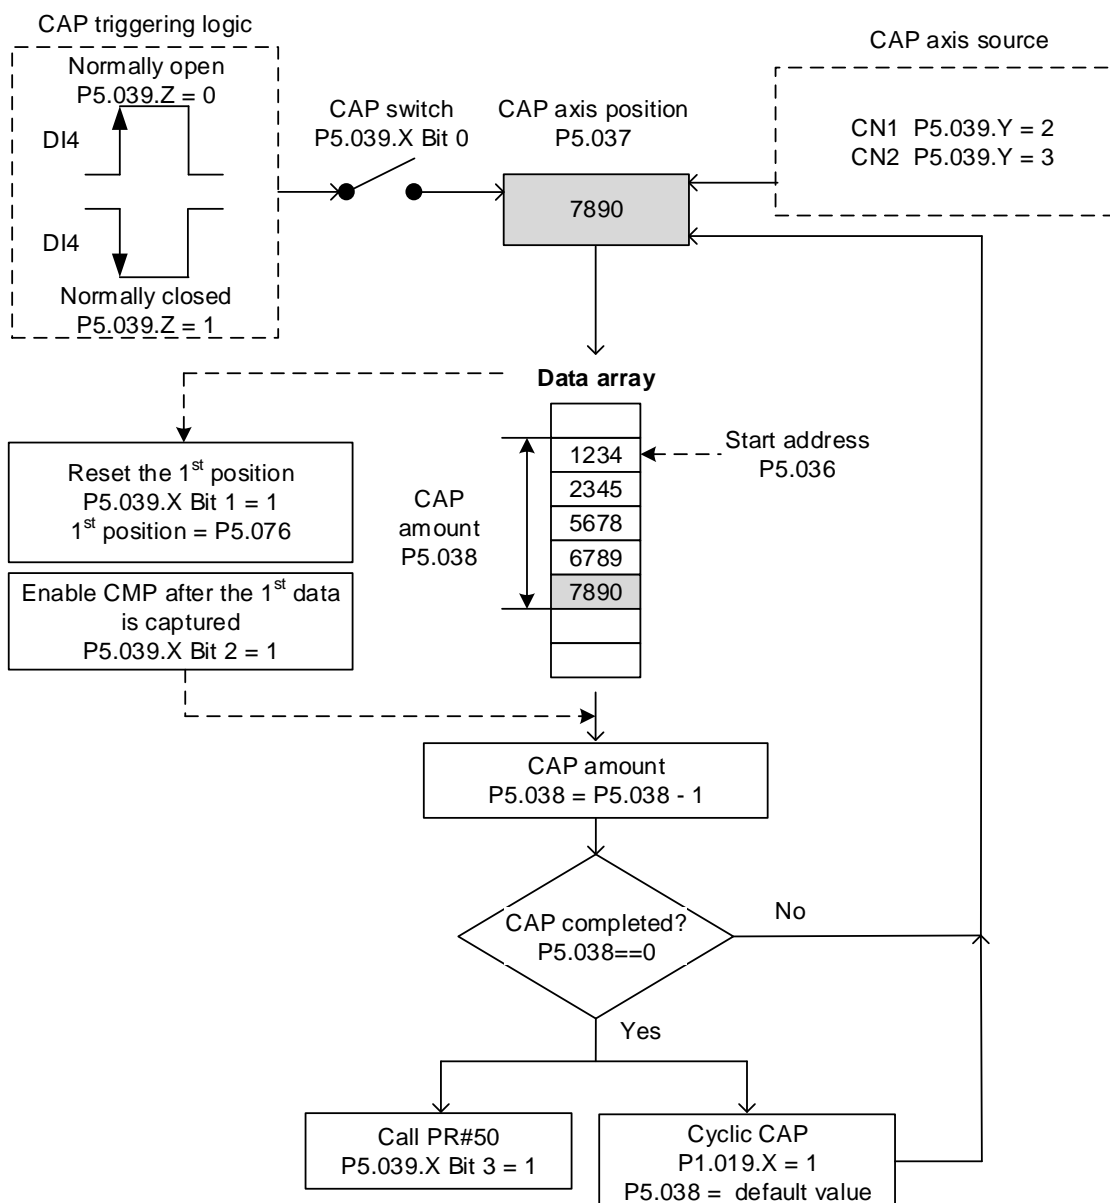 CAP triggering logic
Normally open
P5.039.Z = 0
DI4
DI4
Normally closed
P5.039.Z = 1
CAP switch
P5.039.X Bit 0
CAP axis position
P5.037
7890
CAP axis source
CN1 P5.039.Y = 2
CN2 P5.039.Y = 3
Data array
1234
2345
5678
6789
7890
Start address
P5.036
CAP
amount
P5.038
Reset the 1st position
P5.039.X Bit 1 = 1
1st position = P5.076
Enable CMP after the 1st data
is captured
P5.039.X Bit 2 = 1
CAP amount
P5.038 = P5.038 - 1
CAP completed?
P5.038==0
No
Yes
Call PR#50
P5.039.X Bit 3 = 1
Cyclic CAP
P1.019.X = 1
P5.038 = default value